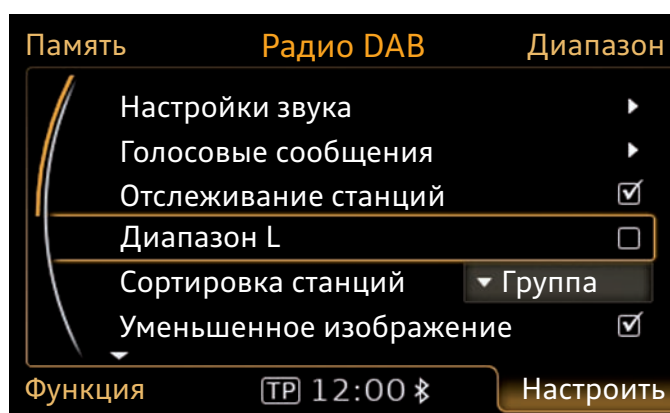 Память Радио DAB Диапазон
Настройки звука
Голосовые сообщения
Отслеживание станций
Диапазон L
Сортировка станций Группа
Уменьшенное изображение
Функция TP 12:00 Настроить